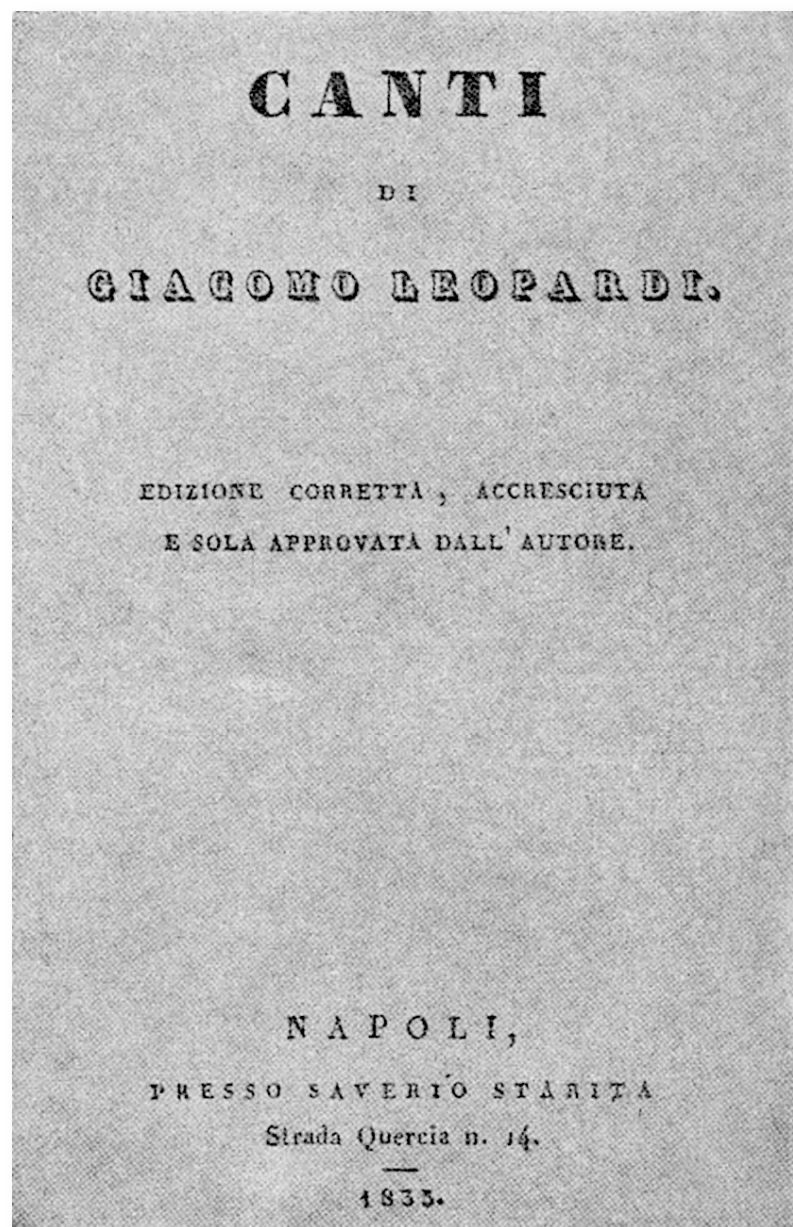 CANTI
DI
GIACOMO LEOPARDI.
EDIZIONE CORRETTA, ACCRESCIUTA
E SOLA APPROVATA DALL'AUTORE.
NAPOLI,
PRESSO SAVERIO STARITA
Strada Quercia n. 14.
1835.